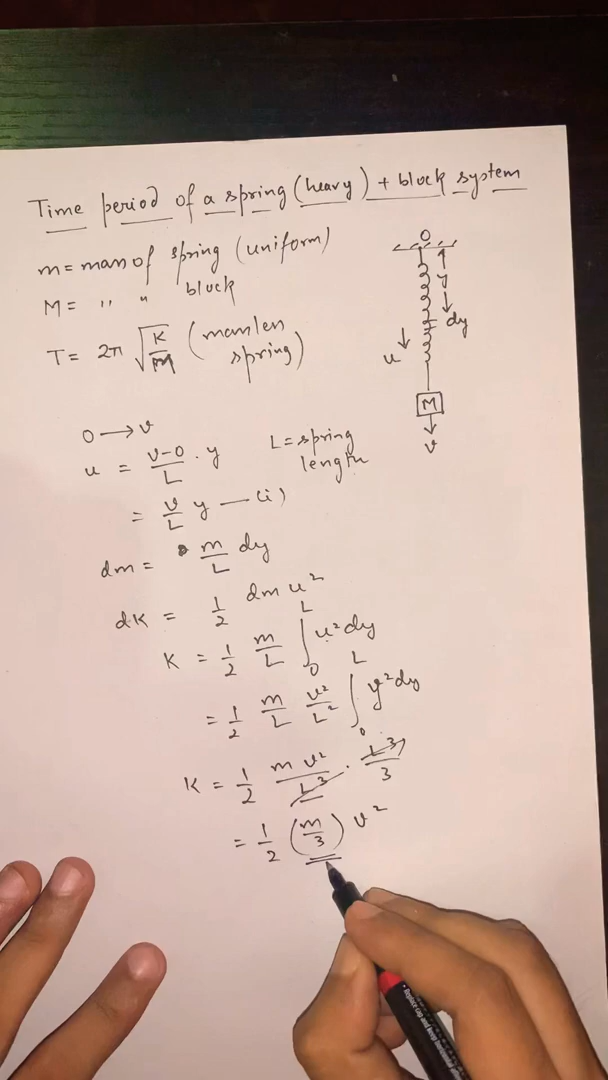 Time period of a spring (heavy) + block system
m = mass of spring (uniform)
M = " " block
T = 2π √(K/m) (massless spring)
O
y
dy
u
M
v
0 → v
u = (v-0)/L · y
L = spring length
= v/L y — (i)
dm = m/L dy
dK = 1/2 dm u²
K = 1/2 m/L ∫₀ᴸ u² dy
= 1/2 m/L v²/L² ∫₀ᴸ y² dy
K = 1/2 m v²/L³ · L³/3
= 1/2 (m/3) v²